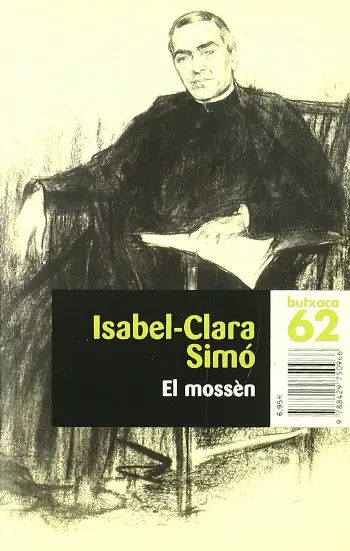 butxaca
62
Isabel-Clara
Simó
El mossèn
6,95€
9 788429 750966